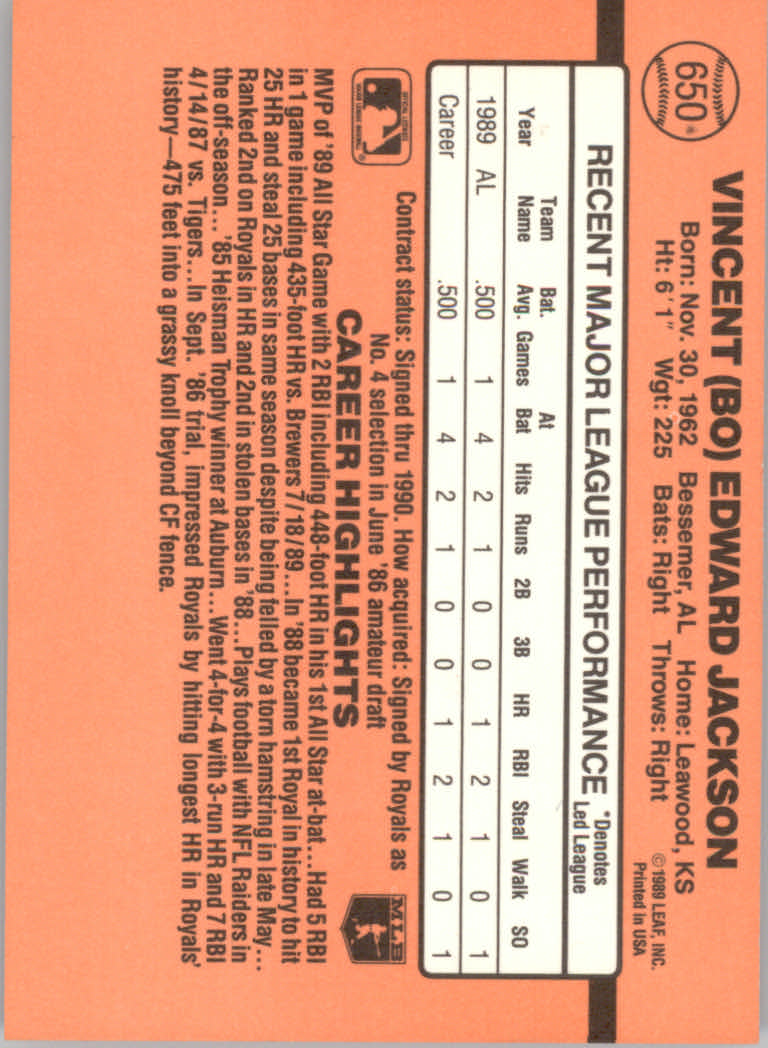 650
VINCENT (BO) EDWARD JACKSON
Born: Nov. 30, 1962 Bessemer, AL Home: Leawood, KS
Ht: 6'1" Wgt: 225 Bats: Right Throws: Right
©1989 LEAF, INC.
Printed in USA
RECENT MAJOR LEAGUE PERFORMANCE *Denotes Led League
Year Team Name Bat. Avg. Games At Bat Hits Runs 2B 3B HR RBI Steal Walk SO
1989 AL .500 1 4 2 1 0 0 1 2 1 0 1
Career .500 1 4 2 1 0 0 1 2 1 0 1
Contract status: Signed thru 1990. How acquired: Signed by Royals as
No. 4 selection in June '86 amateur draft
MLB
CAREER HIGHLIGHTS
MVP of '89 All Star Game with 2 RBI including 448-foot HR in his 1st All Star at-bat...Had 5 RBI
in 1 game including 435-foot HR vs. Brewers 7/18/89...In '88 became 1st Royal in history to hit
25 HR and steal 25 bases in same season despite being felled by a torn hamstring in late May...
Ranked 2nd on Royals in HR and 2nd in stolen bases in '88...Plays football with NFL Raiders in
the off-season...'85 Heisman Trophy winner at Auburn...Went 4-for-4 with 3-run HR and 7 RBI
4/14/87 vs. Tigers...In Sept. '86 trial, impressed Royals by hitting longest HR in Royals'
history—475 feet into a grassy knoll beyond CF fence.